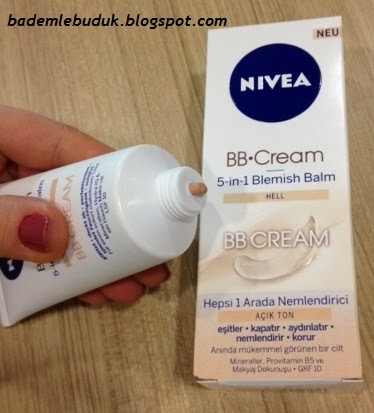 bademlebuduk.blogspot.com
NEU
NIVEA
BB•Cream
5-in-1 Blemish Balm
HELL
BB CREAM
Hepsi 1 Arada Nemlendirici
AÇIK TON
eşitler • kapatır • aydınlatır •
nemlendirir • korur
Anında mükemmel görünen bir cilt
Mineraller, Provitamin B5 ve
Makyaj Dokunuşu • GKF 10
BB CREAM